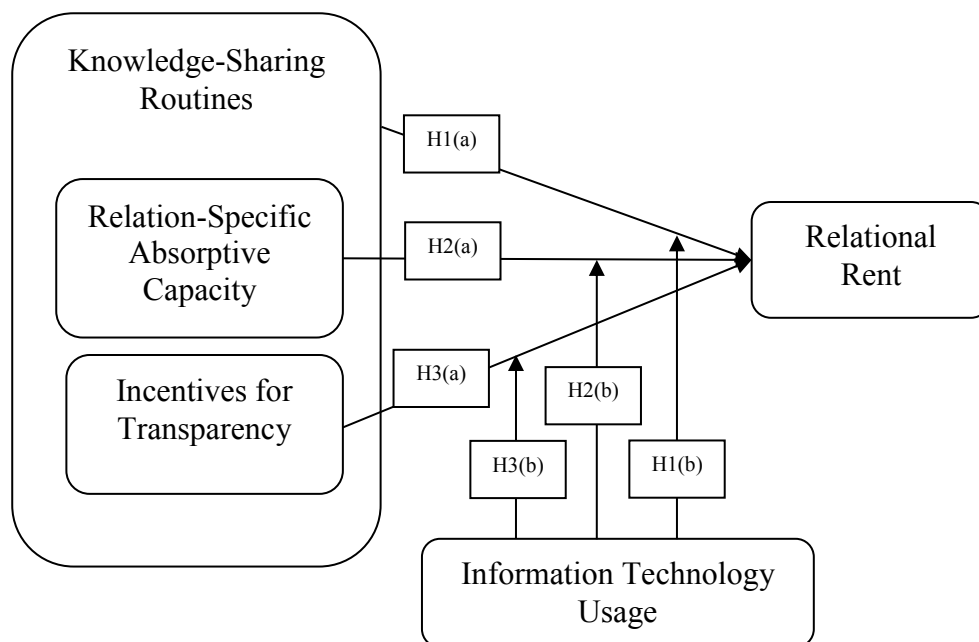 Knowledge-Sharing
Routines
H1(a)
Relation-Specific
Absorptive
Capacity
H2(a)
Relational
Rent
Incentives for
Transparency
H3(a)
H2(b)
H3(b)
H1(b)
Information Technology
Usage